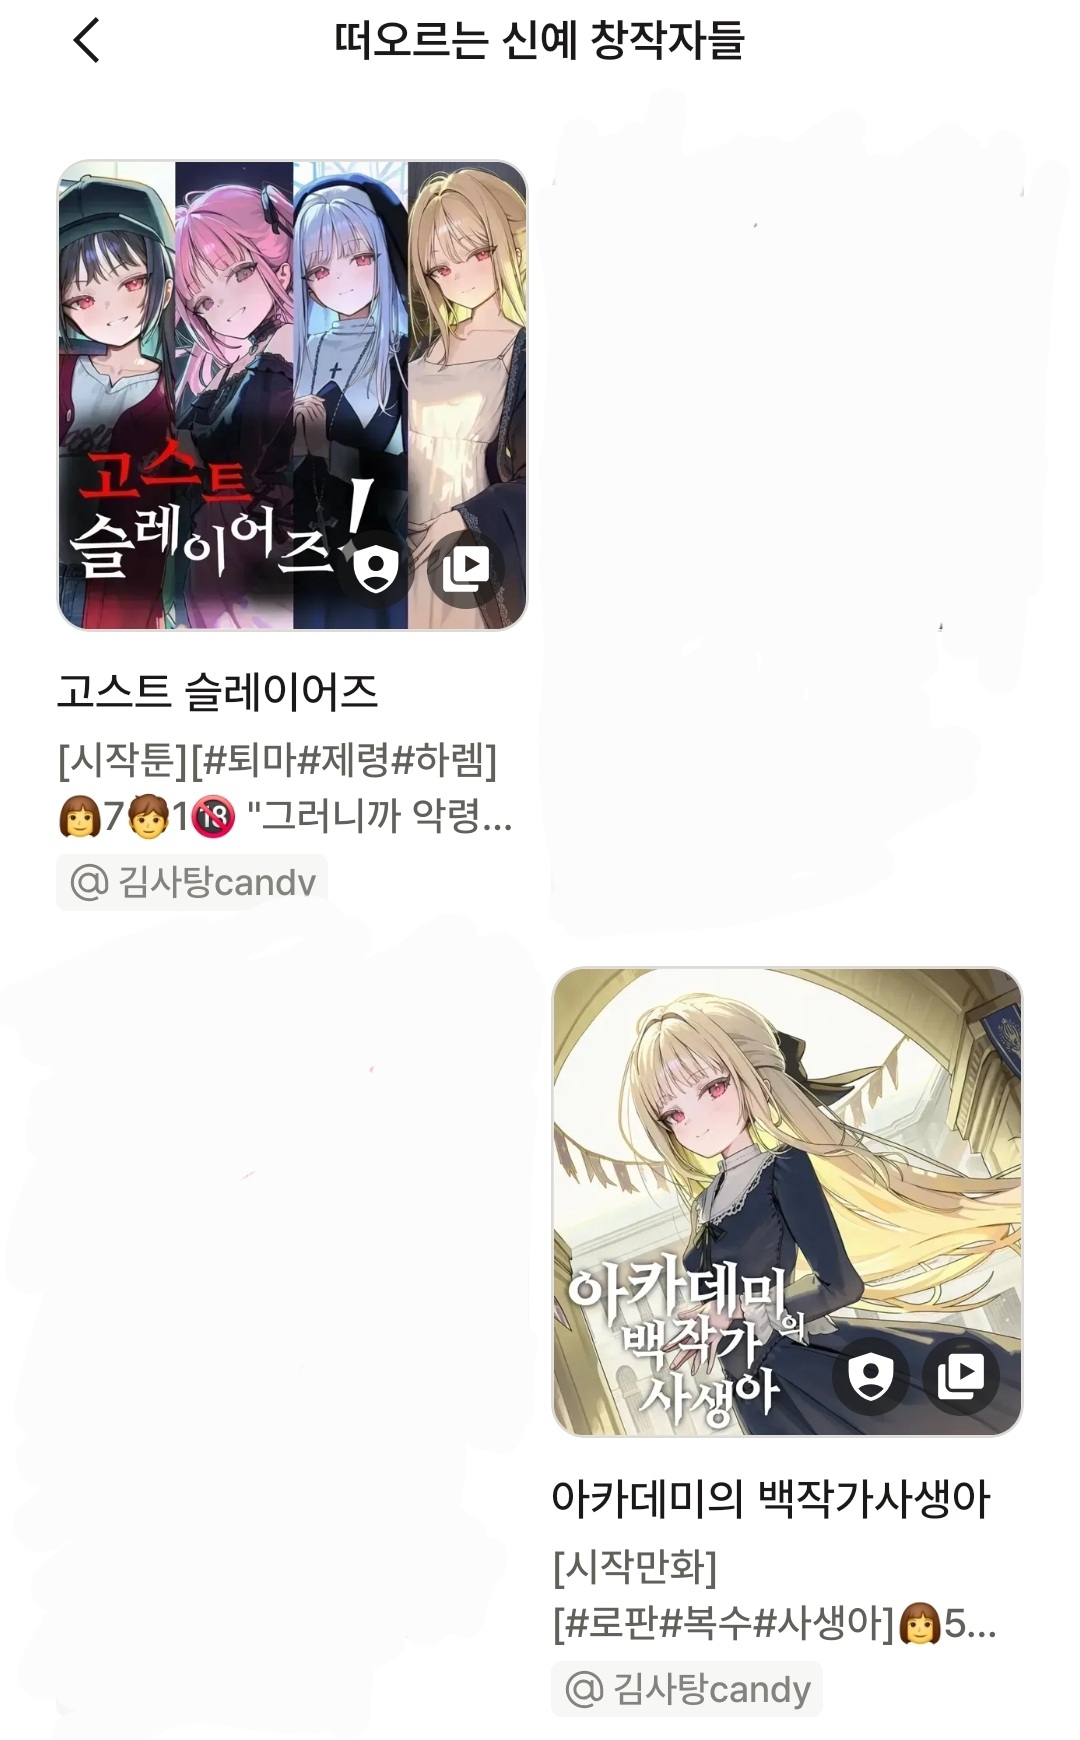 떠오르는 신예 창작자들
고스트
슬레이어즈!
고스트 슬레이어즈
[시작툰][#퇴마#제령#하렘]
👩7🧒1🔞 "그러니까 악령...
@ 김사탕candy
아카데미의
백작가
사생아
아카데미의 백작가사생아
[시작만화]
[#로판#복수#사생아]👩5...
@ 김사탕candy